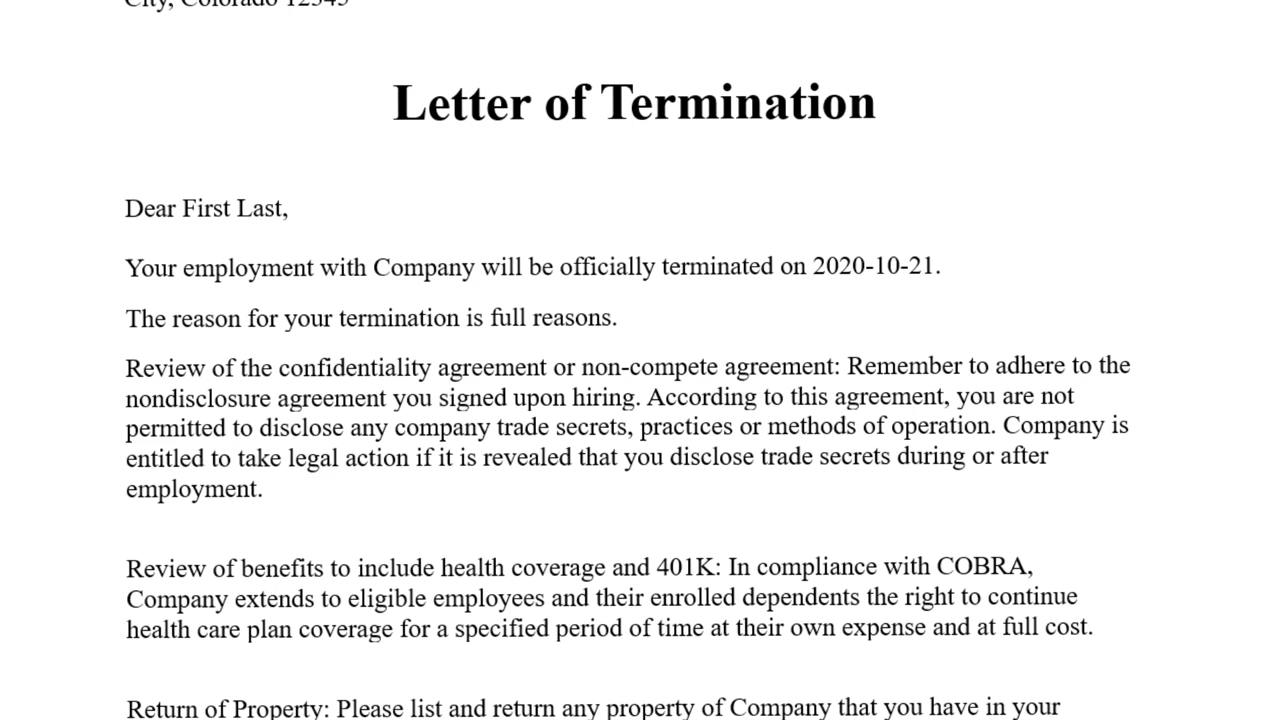 City, Colorado 12345
Letter of Termination
Dear First Last,
Your employment with Company will be officially terminated on 2020-10-21.
The reason for your termination is full reasons.
Review of the confidentiality agreement or non-compete agreement: Remember to adhere to the
nondisclosure agreement you signed upon hiring. According to this agreement, you are not
permitted to disclose any company trade secrets, practices or methods of operation. Company is
entitled to take legal action if it is revealed that you disclose trade secrets during or after
employment.
Review of benefits to include health coverage and 401K: In compliance with COBRA,
Company extends to eligible employees and their enrolled dependents the right to continue
health care plan coverage for a specified period of time at their own expense and at full cost.
Return of Property: Please list and return any property of Company that you have in your